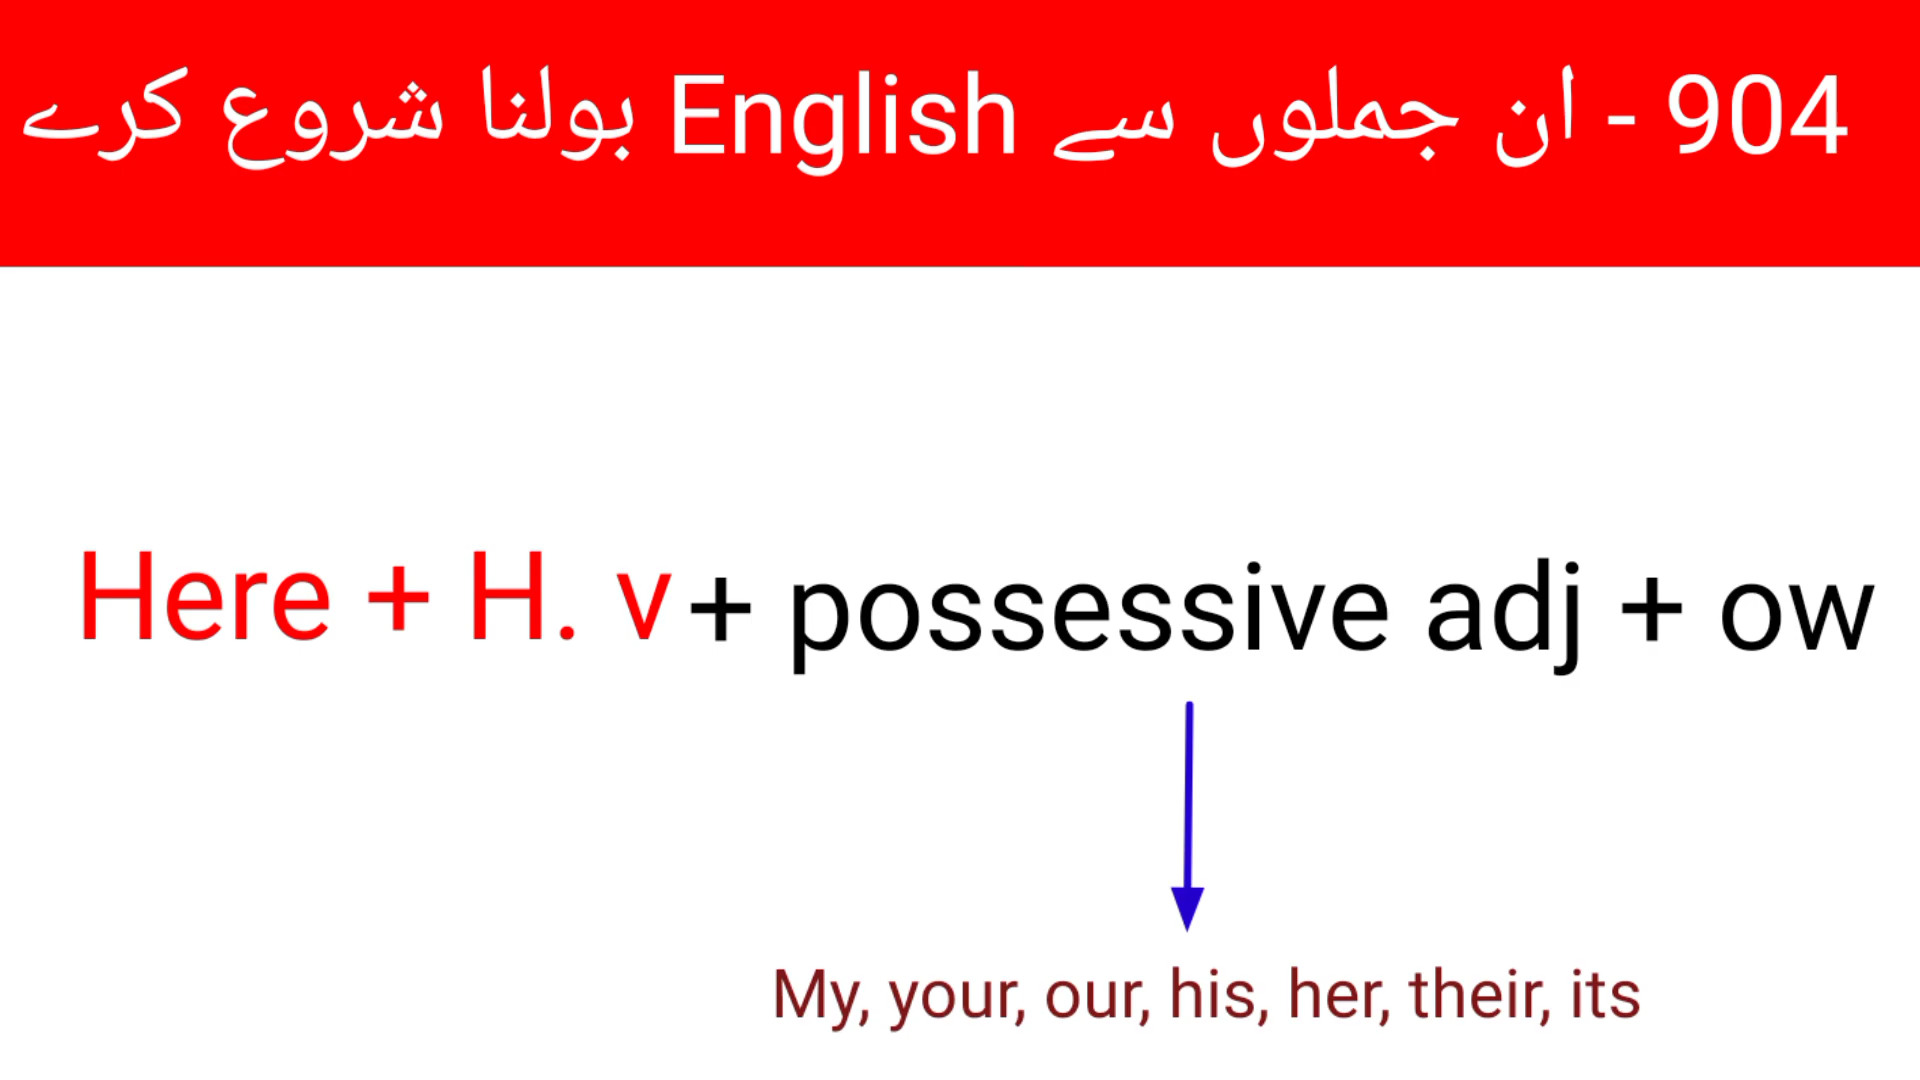 904 - ان جملوں سے English بولنا شروع کرے
Here + H. v + possessive adj + ow
My, your, our, his, her, their, its